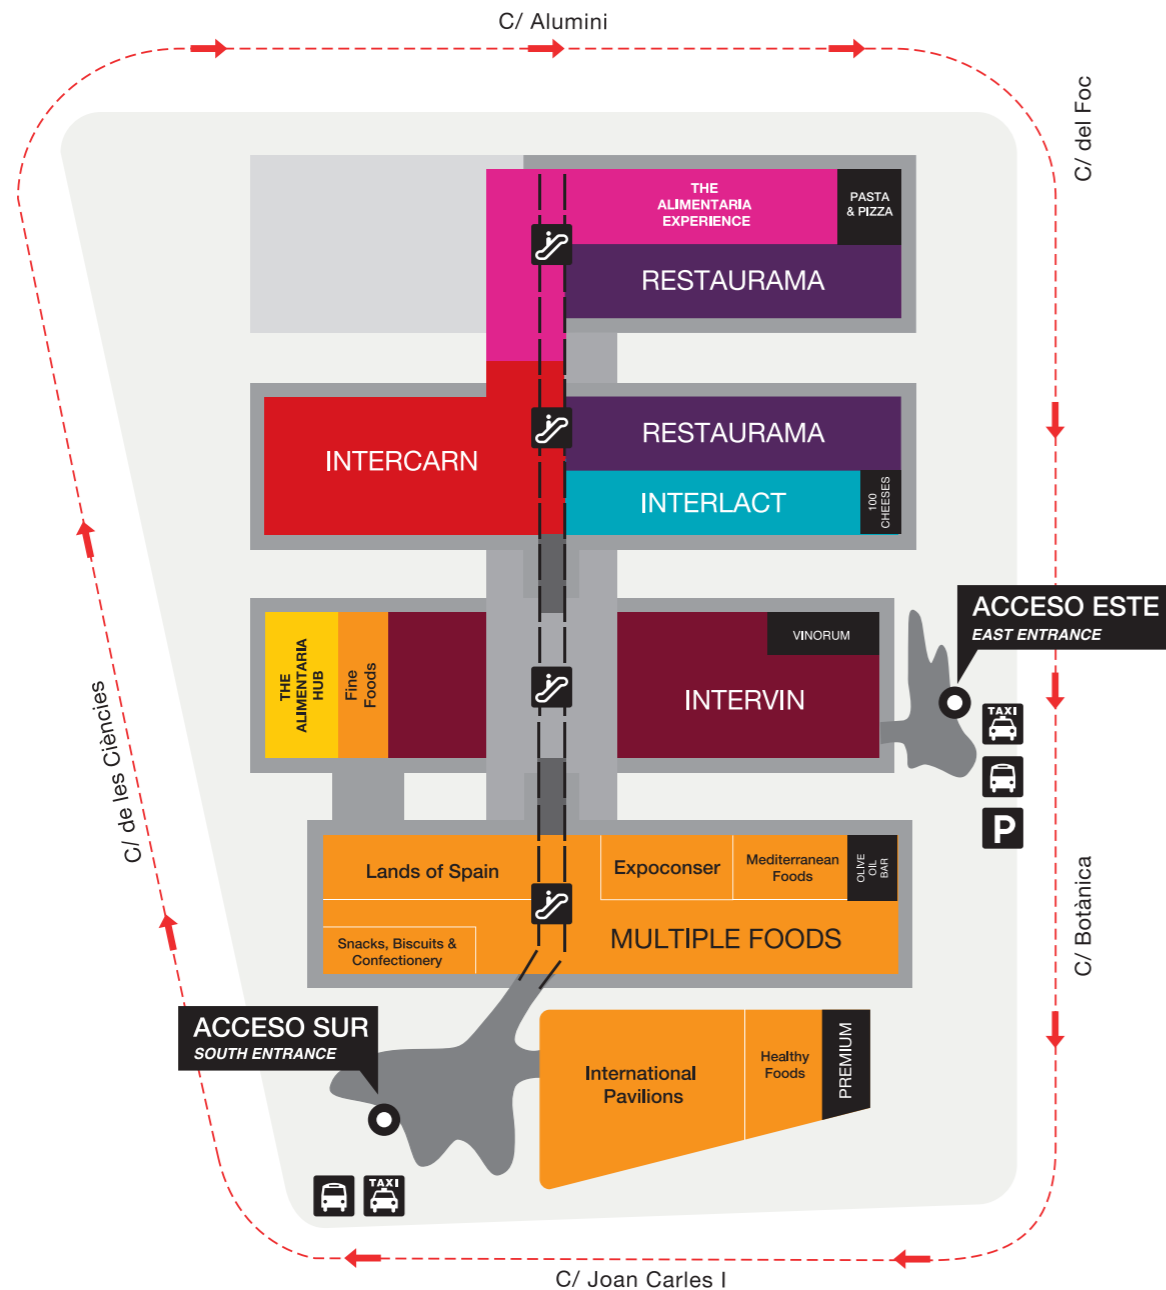 C/ Alumini
C/ del Foc
THE
ALIMENTARIA
EXPERIENCE
PASTA
& PIZZA
RESTAURAMA
INTERCARN
RESTAURAMA
INTERLACT
100
CHEESES
ACCESO ESTE
EAST ENTRANCE
THE
ALIMENTARIA
HUB
Fine
Foods
VINORUM
INTERVIN
TAXI
P
C/ de les Ciències
Lands of Spain
Expoconser
Mediterranean
Foods
OLIVE
OIL
BAR
MULTIPLE FOODS
Snacks, Biscuits &
Confectionery
C/ Botànica
ACCESO SUR
SOUTH ENTRANCE
International
Pavilions
Healthy
Foods
PREMIUM
TAXI
C/ Joan Carles I